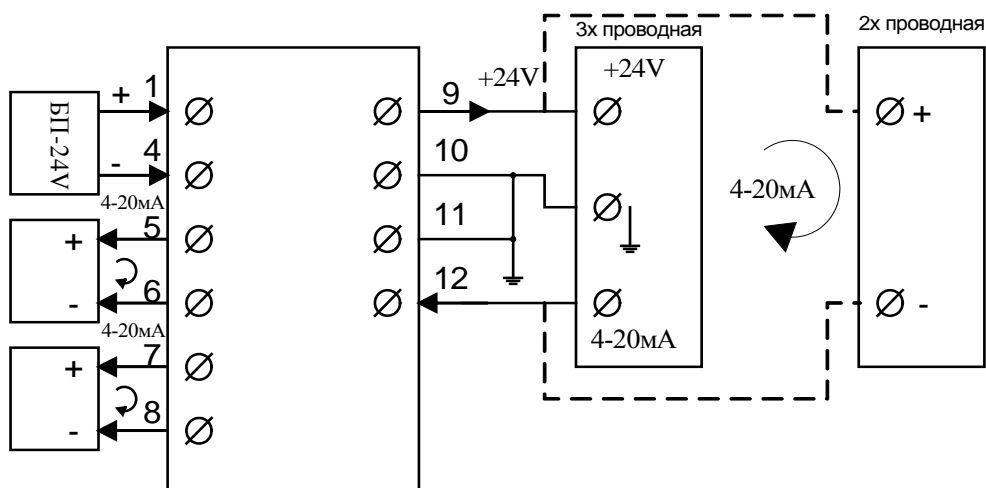 3х проводная
2х проводная
БП-24V
+
-
1
4
4-20мА
5
6
+
-
4-20мА
7
8
+
-
9
10
11
12
+24V
+24V
4-20мА
4-20мА
+
-